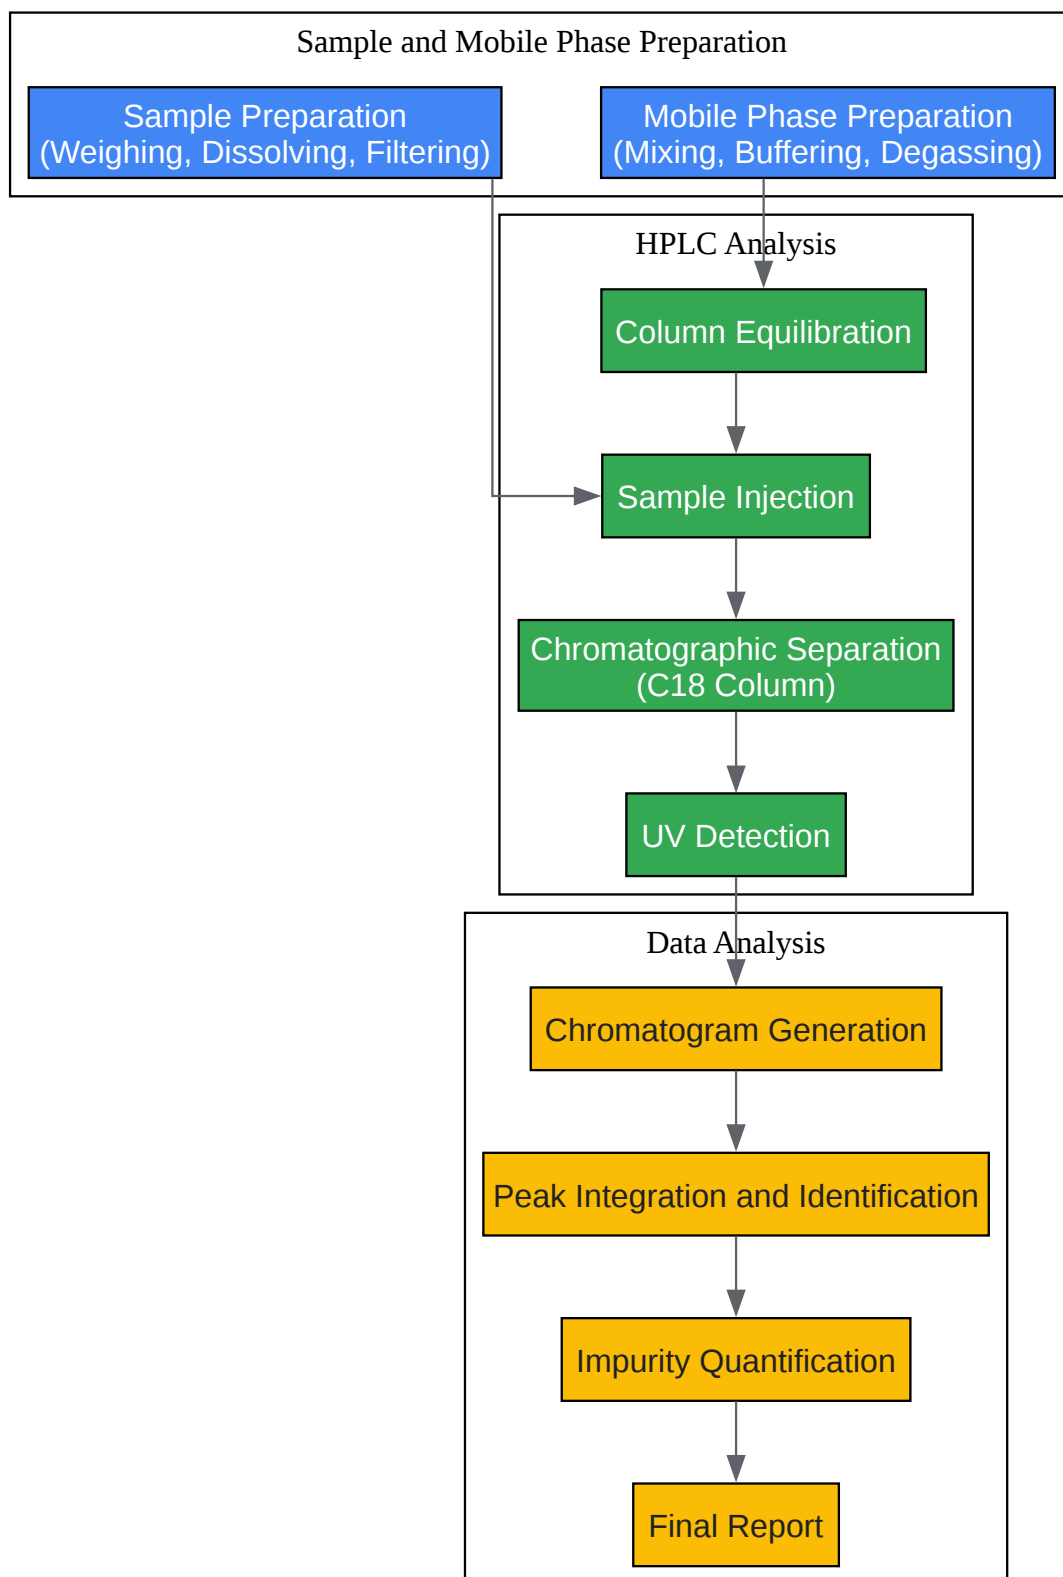 Sample and Mobile Phase Preparation
Sample Preparation
(Weighing, Dissolving, Filtering)
Mobile Phase Preparation
(Mixing, Buffering, Degassing)
HPLC Analysis
Column Equilibration
Sample Injection
Chromatographic Separation
(C18 Column)
UV Detection
Data Analysis
Chromatogram Generation
Peak Integration and Identification
Impurity Quantification
Final Report